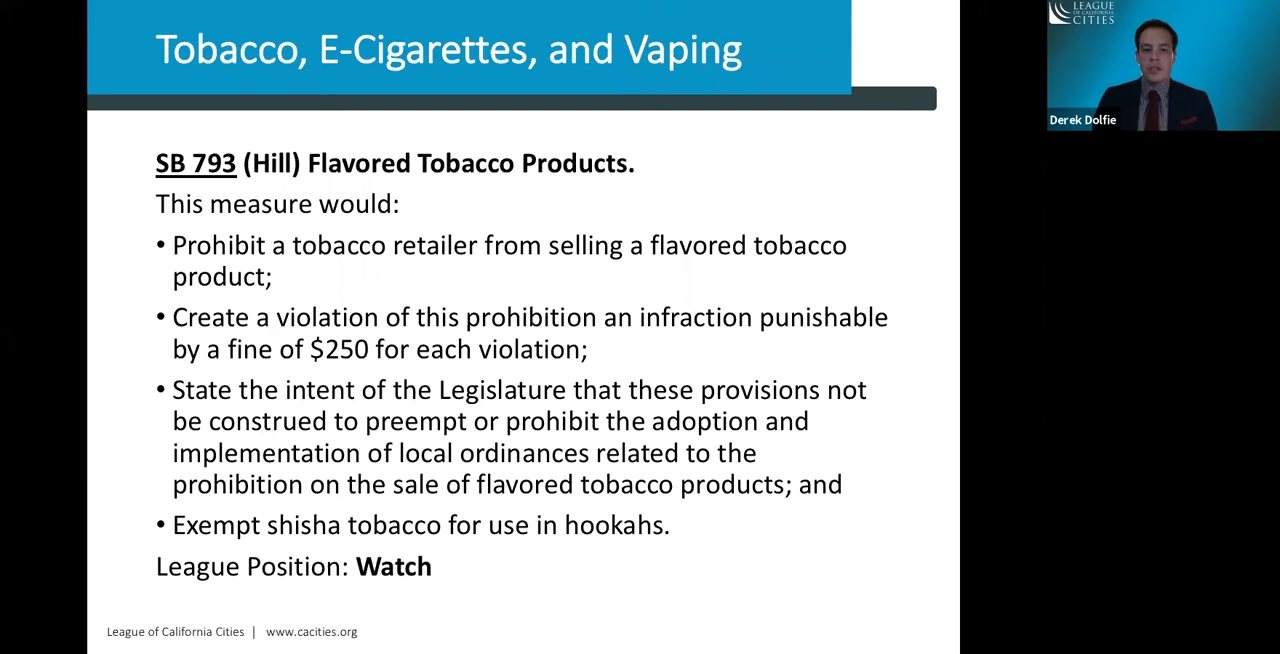 Tobacco, E-Cigarettes, and Vaping
SB 793 (Hill) Flavored Tobacco Products.
This measure would:
• Prohibit a tobacco retailer from selling a flavored tobacco
product;
• Create a violation of this prohibition an infraction punishable
by a fine of $250 for each violation;
• State the intent of the Legislature that these provisions not
be construed to preempt or prohibit the adoption and
implementation of local ordinances related to the
prohibition on the sale of flavored tobacco products; and
• Exempt shisha tobacco for use in hookahs.
League Position: Watch
League of California Cities | www.cacities.org
LEAGUE
OF CALIFORNIA
CITIES
Derek Dolfie